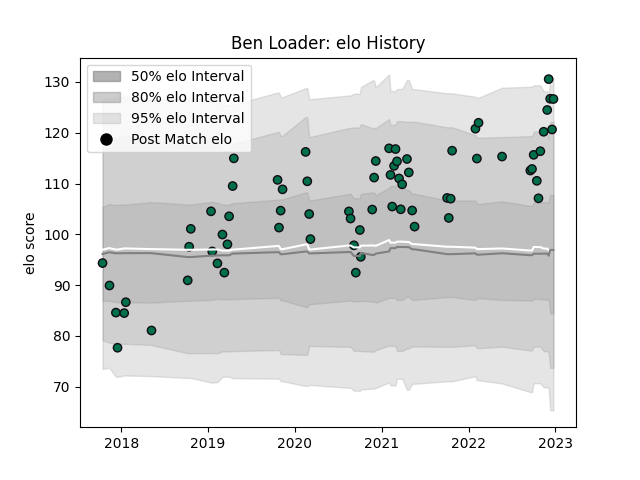 Ben Loader: elo History
50% elo Interval
80% elo Interval
95% elo Interval
Post Match elo
elo score
130
120
110
100
90
80
70
2018
2019
2020
2021
2022
2023